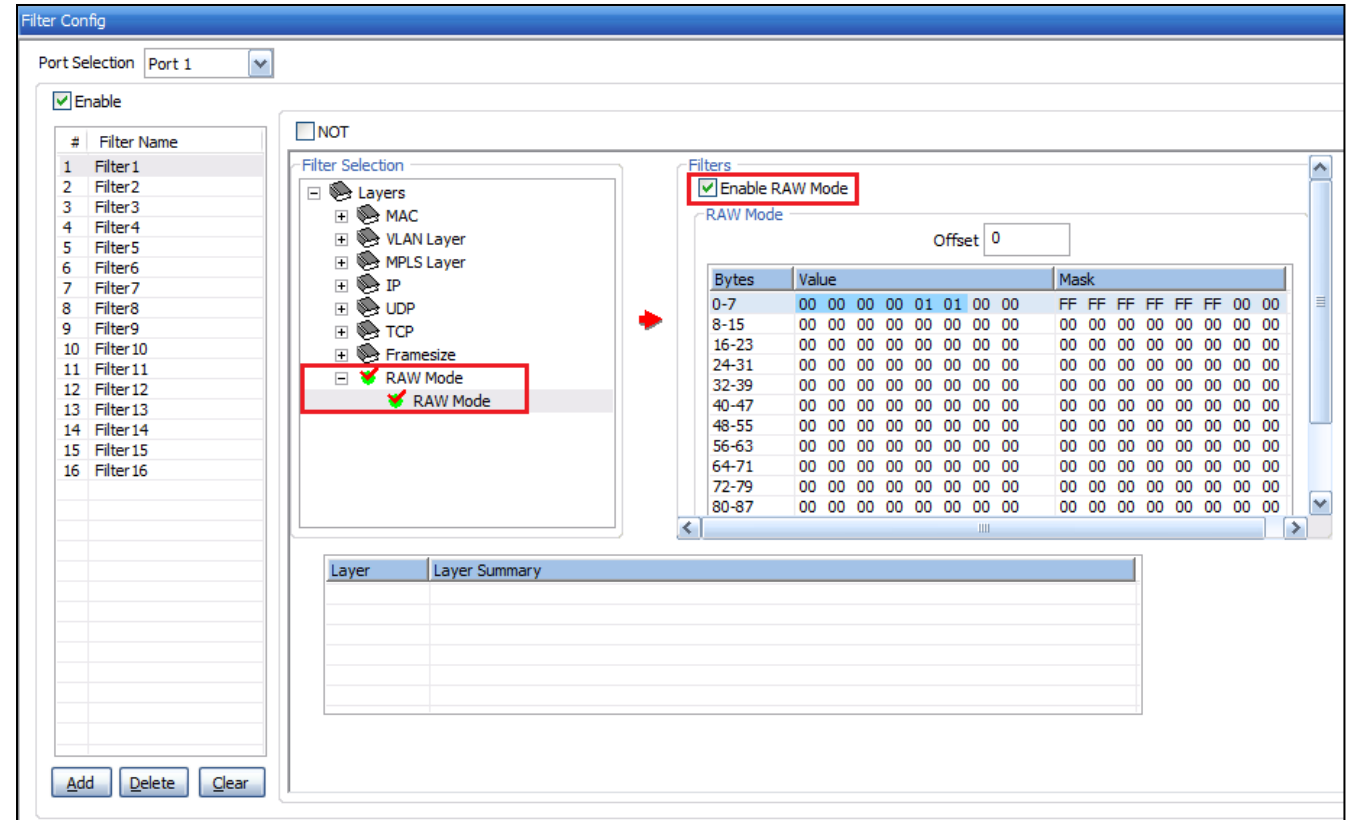 Filter Config
Port Selection Port 1
Enable
# Filter Name
1 Filter1
2 Filter2
3 Filter3
4 Filter4
5 Filter5
6 Filter6
7 Filter7
8 Filter8
9 Filter9
10 Filter10
11 Filter11
12 Filter12
13 Filter13
14 Filter14
15 Filter15
16 Filter16
Add Delete Clear
NOT
Filter Selection
Layers
MAC
VLAN Layer
MPLS Layer
IP
UDP
TCP
Framesize
RAW Mode
RAW Mode
Filters
Enable RAW Mode
RAW Mode
Offset 0
Bytes Value Mask
0-7 00 00 00 00 01 01 00 00 FF FF FF FF FF FF 00 00
8-15 00 00 00 00 00 00 00 00 00 00 00 00 00 00 00 00
16-23 00 00 00 00 00 00 00 00 00 00 00 00 00 00 00 00
24-31 00 00 00 00 00 00 00 00 00 00 00 00 00 00 00 00
32-39 00 00 00 00 00 00 00 00 00 00 00 00 00 00 00 00
40-47 00 00 00 00 00 00 00 00 00 00 00 00 00 00 00 00
48-55 00 00 00 00 00 00 00 00 00 00 00 00 00 00 00 00
56-63 00 00 00 00 00 00 00 00 00 00 00 00 00 00 00 00
64-71 00 00 00 00 00 00 00 00 00 00 00 00 00 00 00 00
72-79 00 00 00 00 00 00 00 00 00 00 00 00 00 00 00 00
80-87 00 00 00 00 00 00 00 00 00 00 00 00 00 00 00 00
Layer Layer Summary